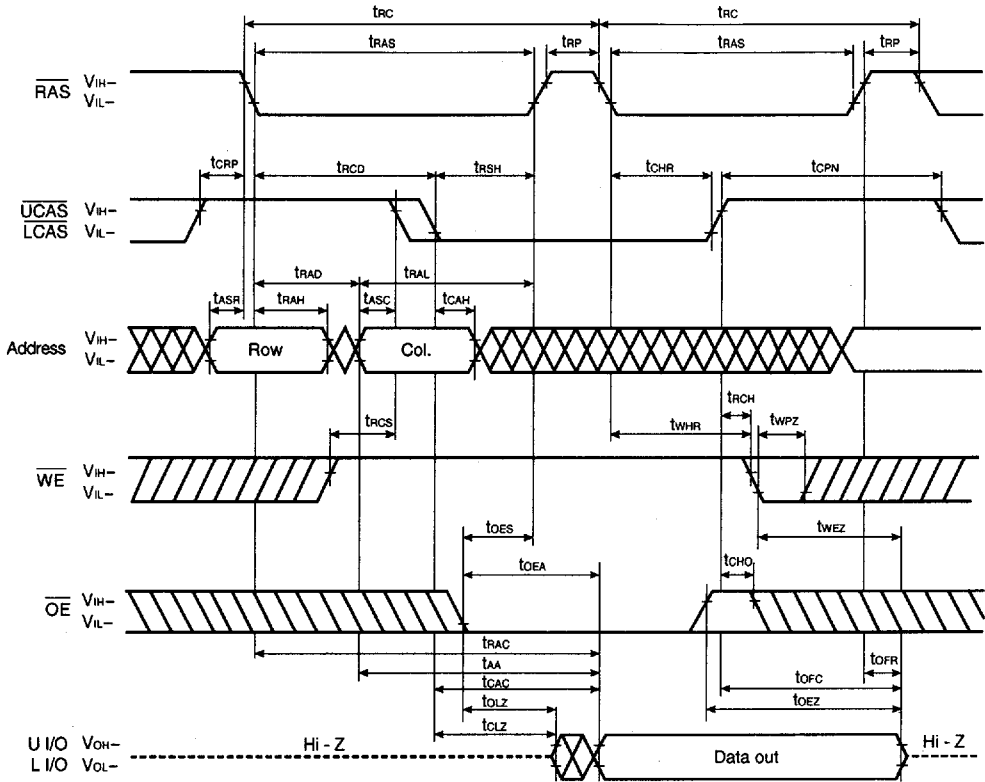 tRC tRC
tRAS tRP tRAS tRP
RAS VIH–
VIL–
tCRP tRCD tRSH tCHR tCPN
UCAS VIH–
LCAS VIL–
tRAD tRAL
tASR tRAH tASC tCAH
Address VIH–
VIL–
Row Col.
tRCH
tRCS tWHR tWPZ
WE VIH–
VIL–
tOES tWEZ
tOEA tCHO
OE VIH–
VIL–
tRAC
tAA tOFR
tCAC tOFC
tOLZ tOEZ
tCLZ
U I/O VOH–
L I/O VOL–
Hi - Z Data out Hi - Z